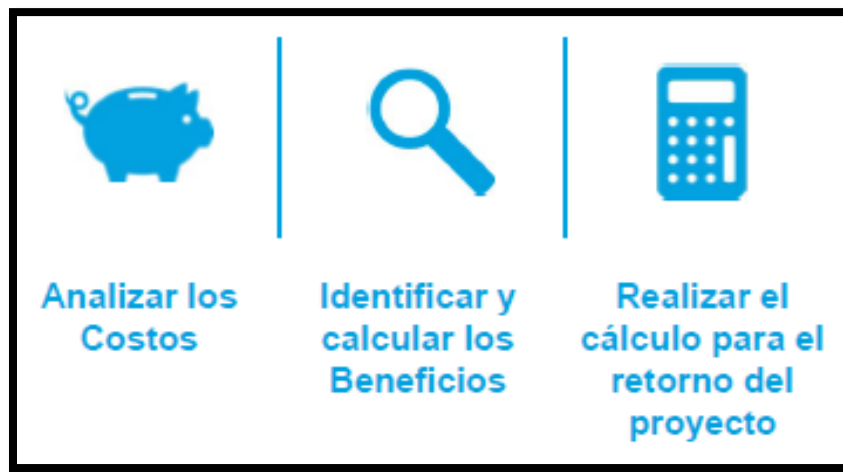 Analizar los
Costos
Identificar y
calcular los
Beneficios
Realizar el
cálculo para el
retorno del
proyecto